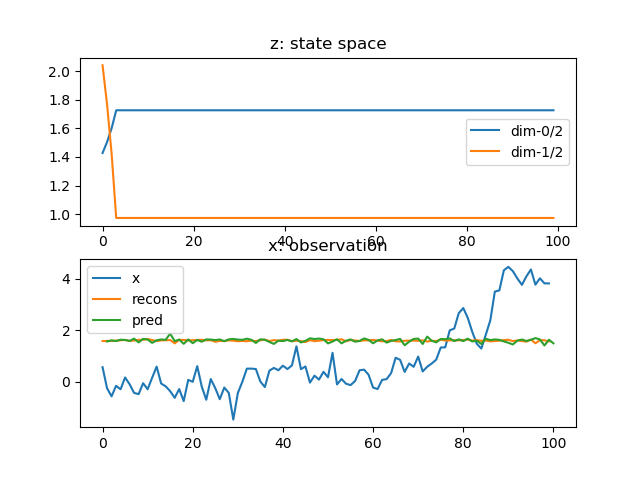 z: state space
2.0
1.8
1.6
1.4
1.2
1.0
dim-0/2
dim-1/2
0 20 40 60 80 100
x: observation
4
2
0
x
recons
pred
0 20 40 60 80 100